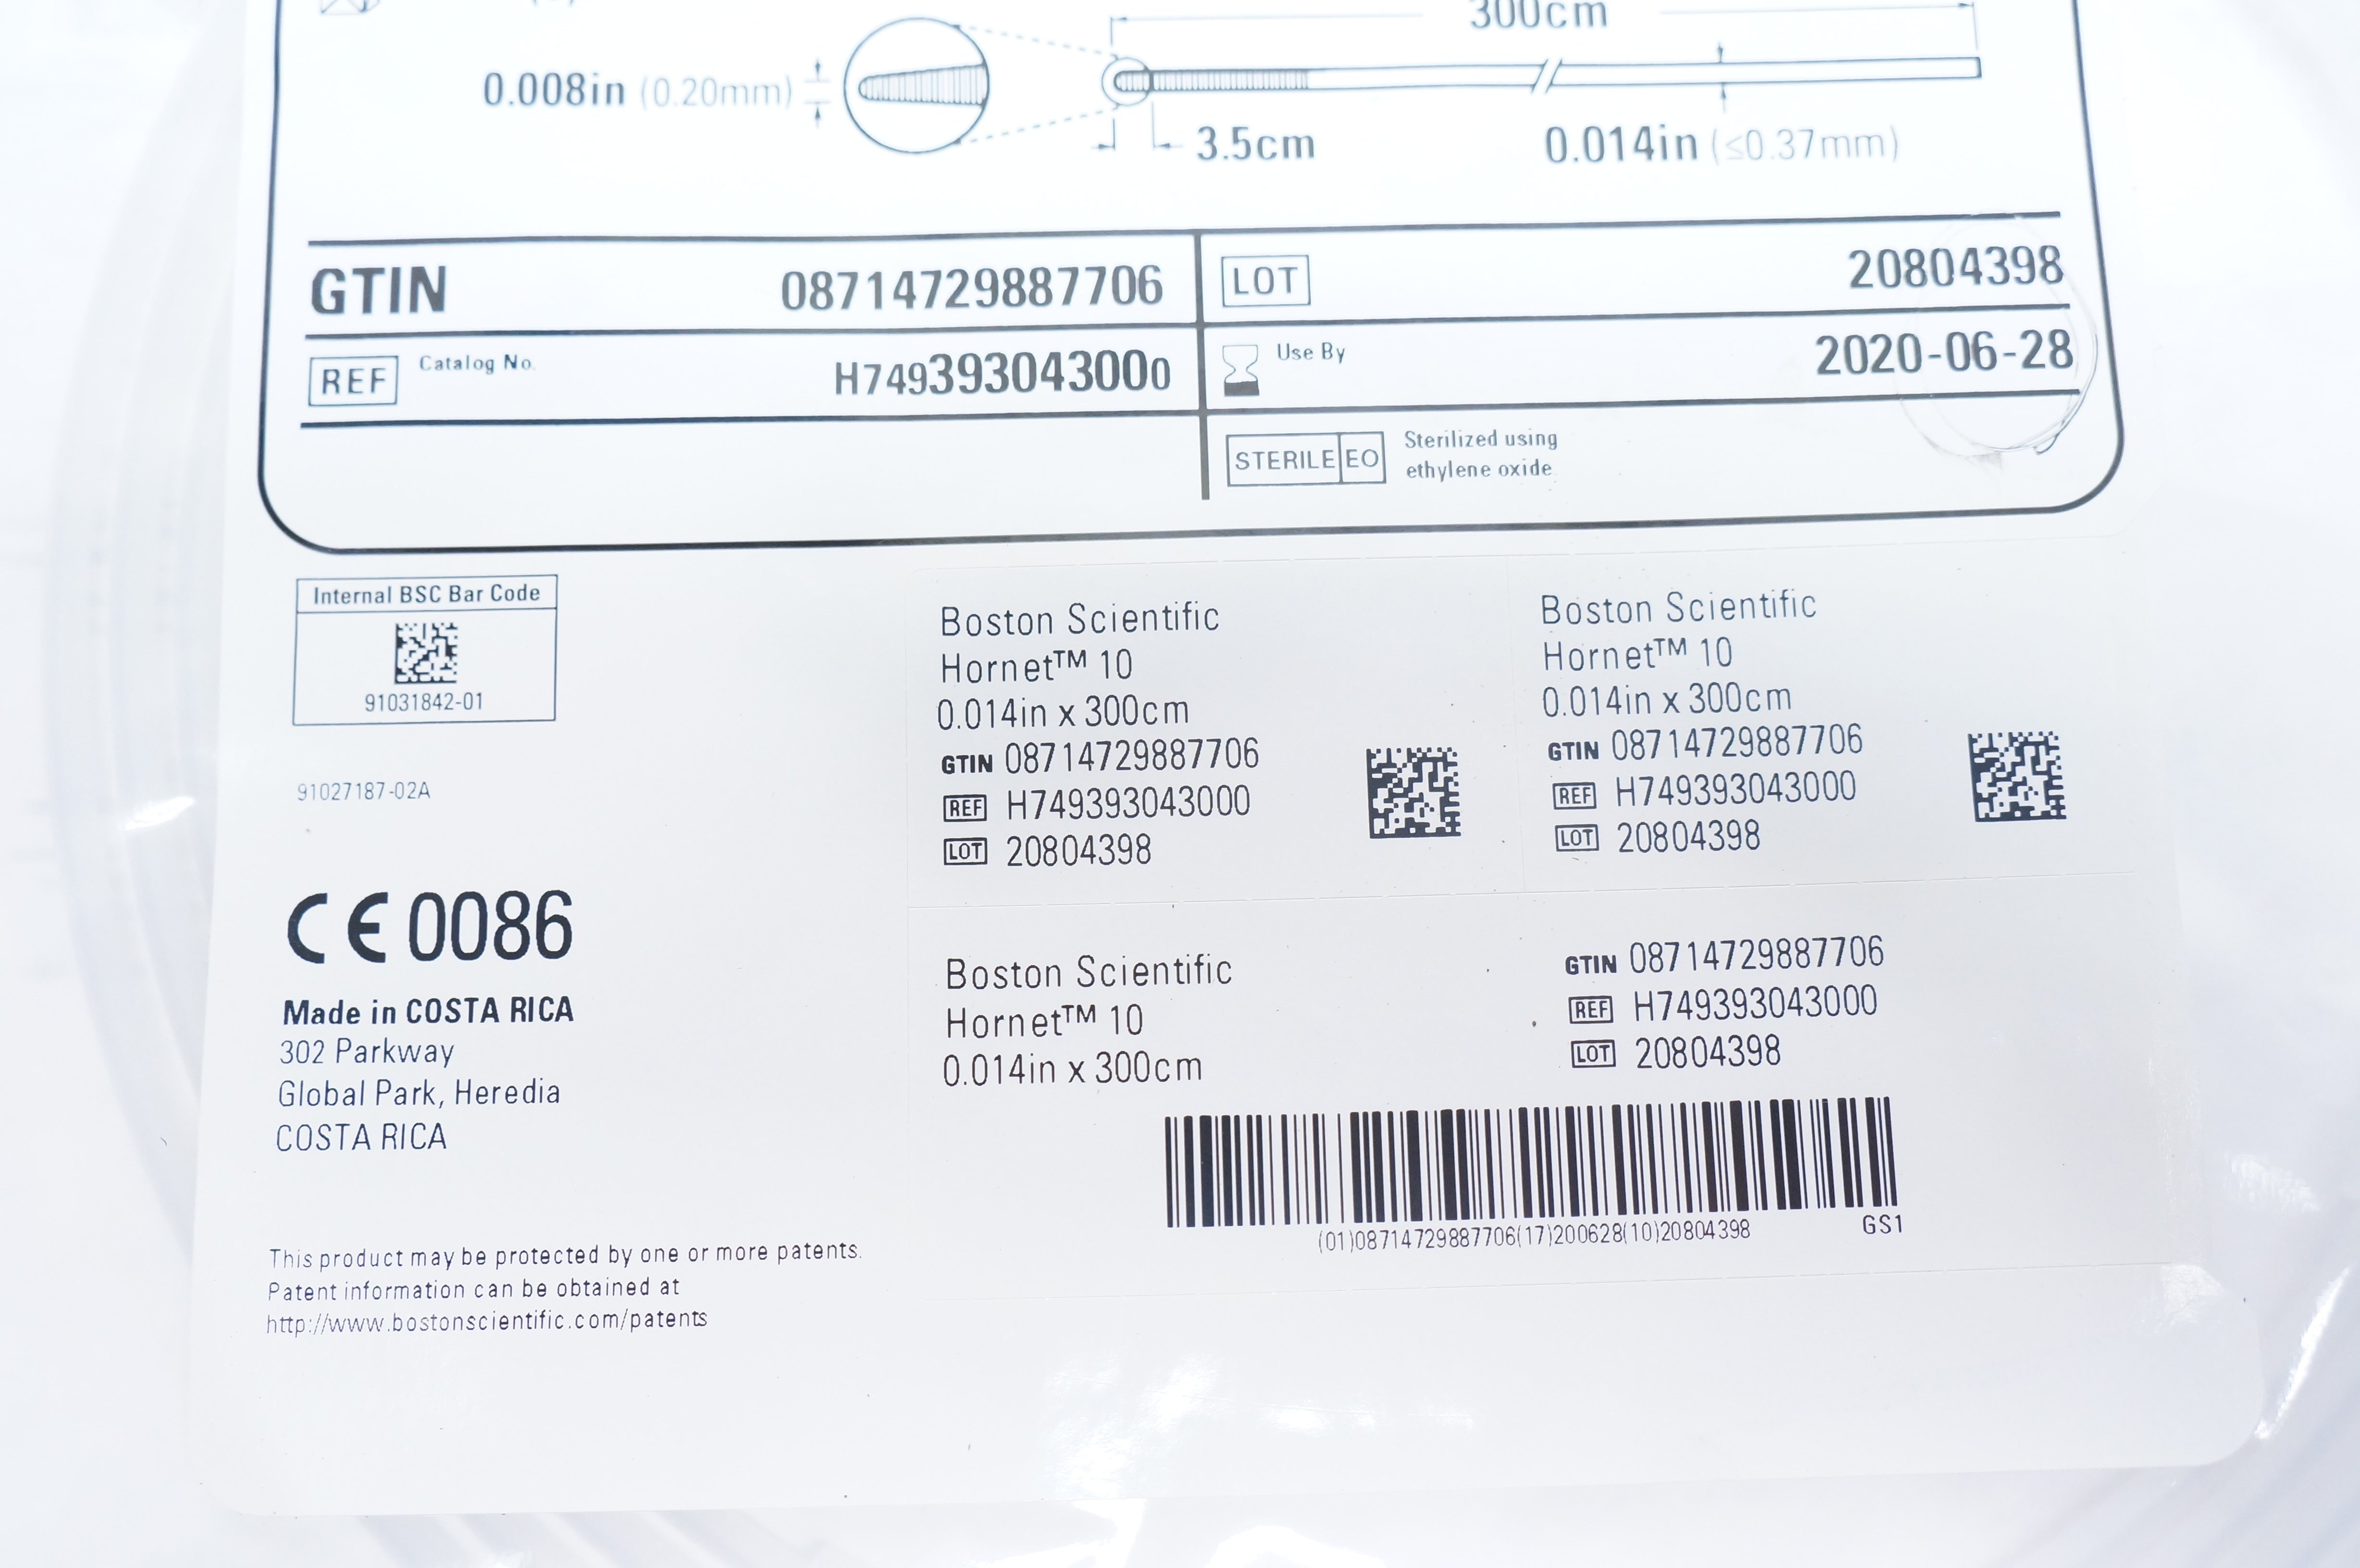 300cm
0.008in (0.20mm)
3.5cm
0.014in (≤0.37mm)
GTIN 08714729887706
LOT 20804398
REF Catalog No. H749393043000
Use By 2020-06-28
STERILE EO Sterilized using
ethylene oxide
Internal BSC Bar Code
91031842-01
91027187-02A
CE 0086
Made in COSTA RICA
302 Parkway
Global Park, Heredia
COSTA RICA
This product may be protected by one or more patents.
Patent information can be obtained at
http://www.bostonscientific.com/patents
Boston Scientific
Hornet™ 10
0.014in x 300cm
GTIN 08714729887706
REF H749393043000
LOT 20804398
Boston Scientific
Hornet™ 10
0.014in x 300cm
GTIN 08714729887706
REF H749393043000
LOT 20804398
Boston Scientific
Hornet™ 10
0.014in x 300cm
GTIN 08714729887706
REF H749393043000
LOT 20804398
(01)08714729887706(17)200628(10)20804398
GS1